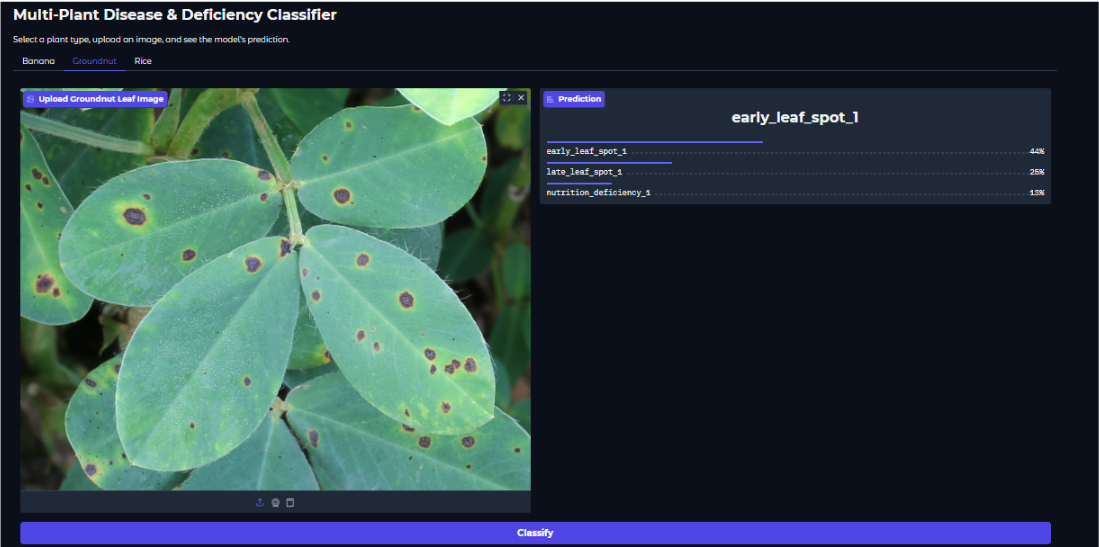 Multi-Plant Disease & Deficiency Classifier
Select a plant type, upload an image, and see the model's prediction.
Banana Groundnut Rice
Upload Groundnut Leaf Image
Prediction
early_leaf_spot_1
early_leaf_spot_1 44%
late_leaf_spot_1 25%
nutrition_deficiency_1 13%
Classify